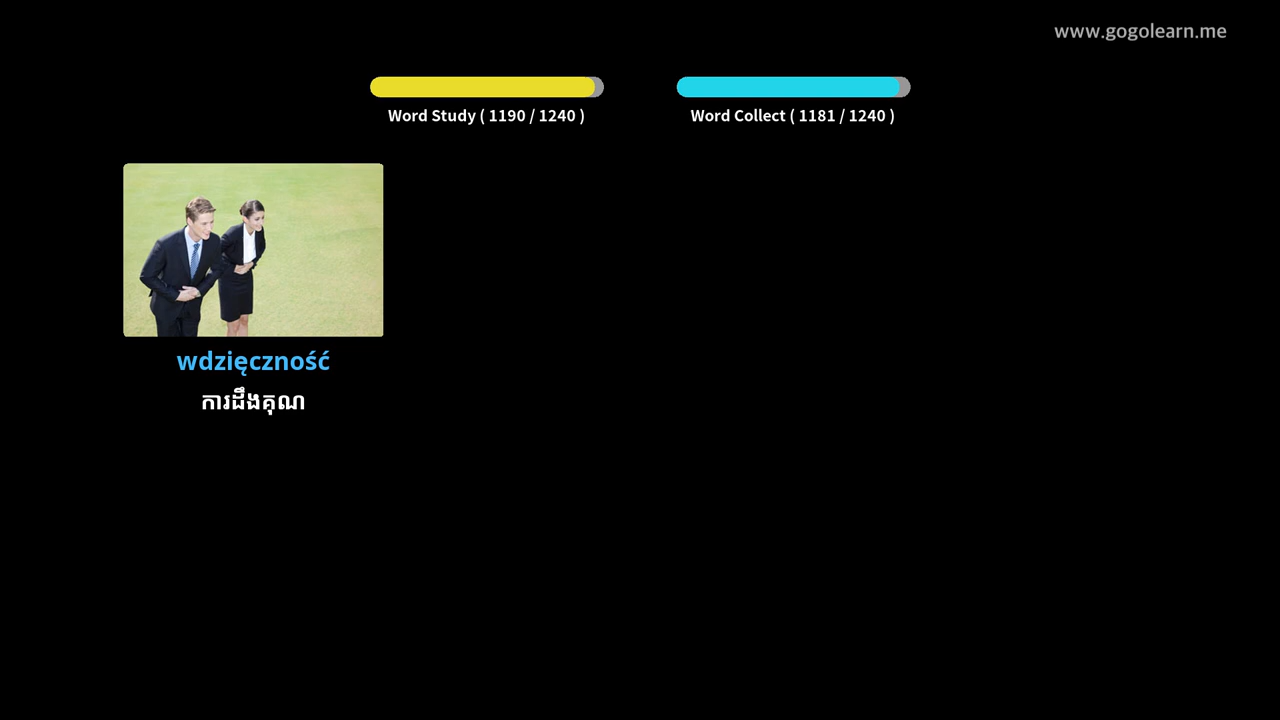 www.gogolearn.me
Word Study ( 1190 / 1240 )
Word Collect ( 1181 / 1240 )
wdzięczność
ការដឹងគុណ